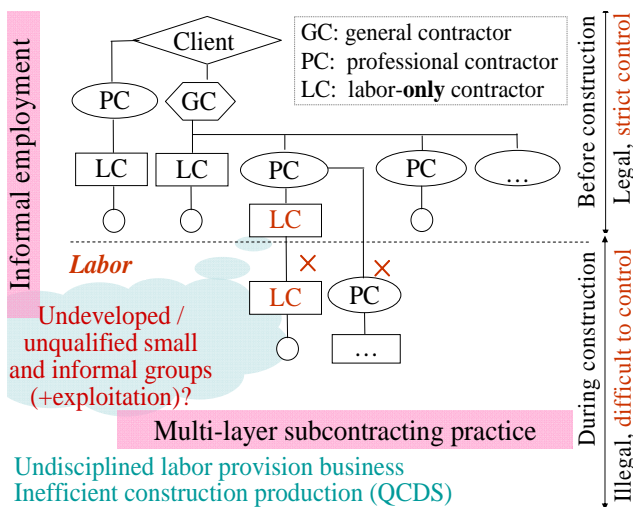 Client
GC: general contractor
PC: professional contractor
LC: labor-only contractor
PC
GC
LC
LC
PC
PC
...
LC
Labor
LC
PC
...
Undeveloped /
unqualified small
and informal groups
(+exploitation)?
Multi-layer subcontracting practice
Undisciplined labor provision business
Inefficient construction production (QCDS)
Informal employment
Before construction
Legal, strict control
During construction
Illegal, difficult to control